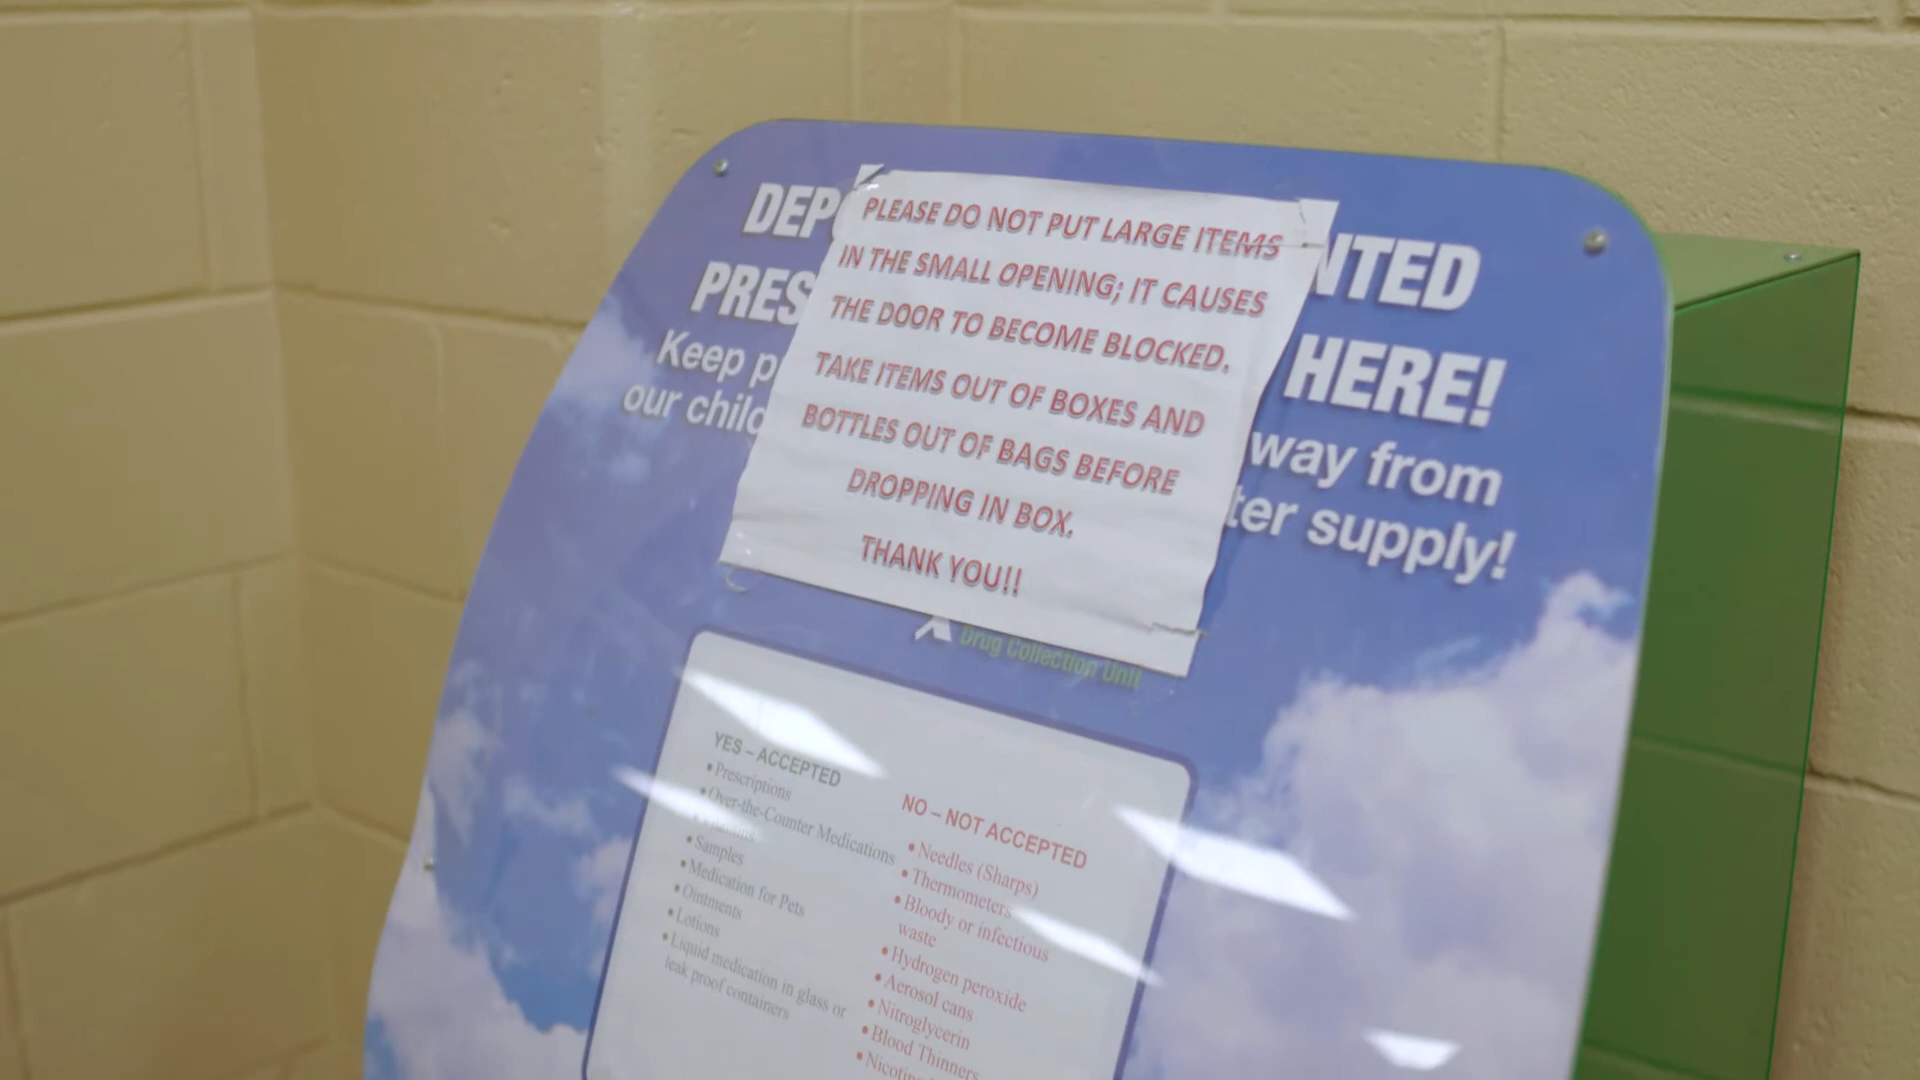 DEP
NTED
PRES
HERE!
Keep p
way from
our child
ter supply!
PLEASE DO NOT PUT LARGE ITEMS
IN THE SMALL OPENING; IT CAUSES
THE DOOR TO BECOME BLOCKED.
TAKE ITEMS OUT OF BOXES AND
BOTTLES OUT OF BAGS BEFORE
DROPPING IN BOX.
THANK YOU!!
Drug Collection Unit
YES – ACCEPTED
• Prescriptions
• Over-the-Counter Medications
• Vitamins
• Samples
• Medication for Pets
• Ointments
• Lotions
• Liquid medication in glass or
leak proof containers
NO – NOT ACCEPTED
• Needles (Sharps)
• Thermometers
• Bloody or infectious
waste
• Hydrogen peroxide
• Aerosol cans
• Nitroglycerin
• Blood Thinners